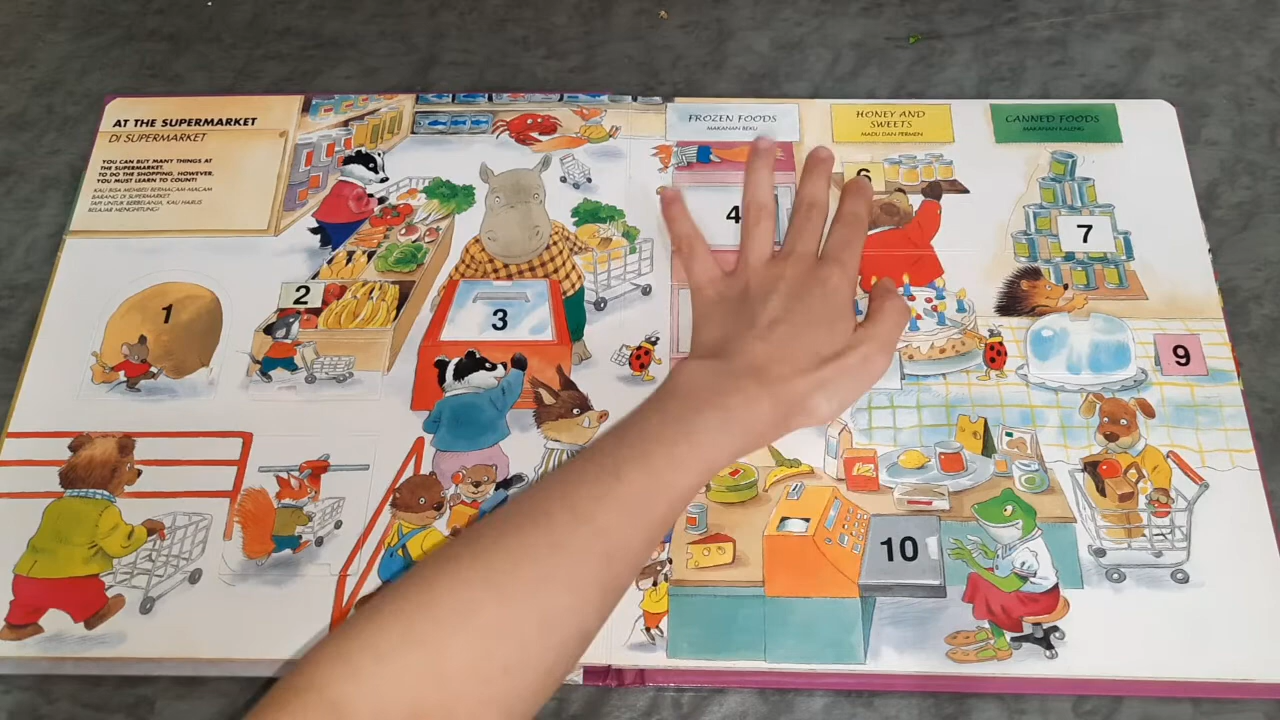 AT THE SUPERMARKET
DI SUPERMARKET
YOU CAN BUT MANY THINGS AT
THE SUPERMARKET.
TO DO THE SHOPPING, HOWEVER,
YOU MUST LEARN TO COUNT!
KAU BISA MEMBELI BERMACAM-MACAM
BARANG DI SUPERMARKET.
TAPI UNTUK BERBELANJA, KAU HARUS
BELAJAR MENGHITUNG!
FROZEN FOODS
MAKANAN BEKU
HONEY AND
SWEETS
MADU DAN PERMEN
CANNED FOODS
MAKANAN KALENG
1
2
3
4
6
7
9
10